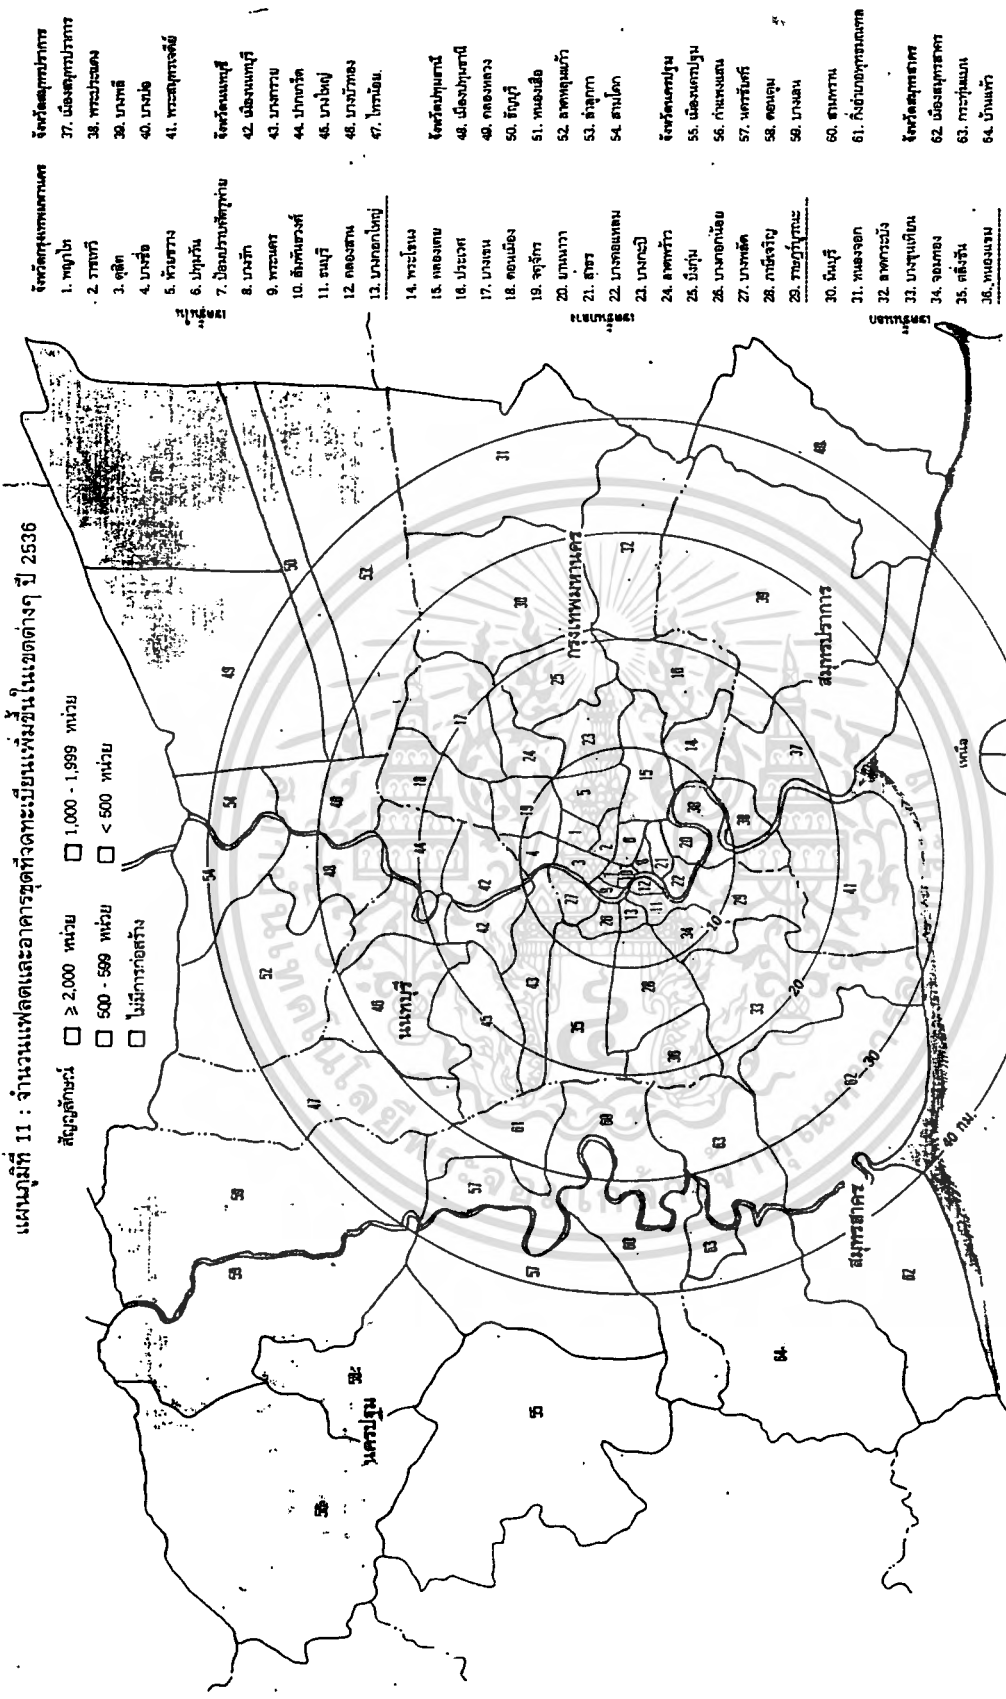 แผนภูมิที่ 11 : จำนวนแฟลตและอาคารชุดที่จดทะเบียนเพิ่มขึ้นในเขตต่างๆ ปี 2536
สัญญลักษณ์
≥ 2,000 หน่วย
1,000 - 1,999 หน่วย
500 - 599 หน่วย
< 500 หน่วย
ไม่มีการก่อสร้าง
จังหวัดกรุงเทพมหานคร
1. พญาไท
2. ราชเทวี
3. ดุสิต
4. บางซื่อ
5. ห้วยขวาง
6. ปทุมวัน
7. ป้อมปราบศัตรูพ่าย
8. บางรัก
9. พระนคร
10. สัมพันธวงศ์
11. ธนบุรี
12. คลองสาน
13. บางกอกใหญ่
เขตชั้นใน
14. พระโขนง
15. คลองเตย
16. ประเวศ
17. บางเขน
18. ดอนเมือง
19. จตุจักร
20. ยานนาวา
21. สาธร
22. บางคอแหลม
23. บางกะปิ
24. ลาดพร้าว
25. บึงกุ่ม
26. บางกอกน้อย
27. บางพลัด
28. ภาษีเจริญ
29. ราษฎร์บูรณะ
เขตชั้นกลาง
30. มีนบุรี
31. หนองจอก
32. ลาดกระบัง
33. บางขุนเทียน
34. จอมทอง
35. ตลิ่งชัน
36. หนองแขม
เขตชั้นนอก
จังหวัดสมุทรปราการ
37. เมืองสมุทรปราการ
38. พระประแดง
39. บางพลี
40. บางบ่อ
41. พระสมุทรเจดีย์
จังหวัดนนทบุรี
42. เมืองนนทบุรี
43. บางกรวย
44. ปากเกร็ด
45. บางใหญ่
46. บางบัวทอง
47. ไทรน้อย
จังหวัดปทุมธานี
48. เมืองปทุมธานี
49. คลองหลวง
50. ธัญบุรี
51. หนองเสือ
52. ลาดหลุมแก้ว
53. ลำลูกกา
54. สามโคก
จังหวัดนครปฐม
55. เมืองนครปฐม
56. กำแพงแสน
57. นครชัยศรี
58. ดอนตูม
59. บางเลน
60. สามพราน
61. กิ่งอำเภอพุทธมณฑล
จังหวัดสมุทรสาคร
62. เมืองสมุทรสาคร
63. กระทุ่มแบน
64. บ้านแพ้ว
นครปฐม
นนทบุรี
กรุงเทพมหานคร
สมุทรปราการ
สมุทรสาคร
เหนือ
10
20
30
40 กม.